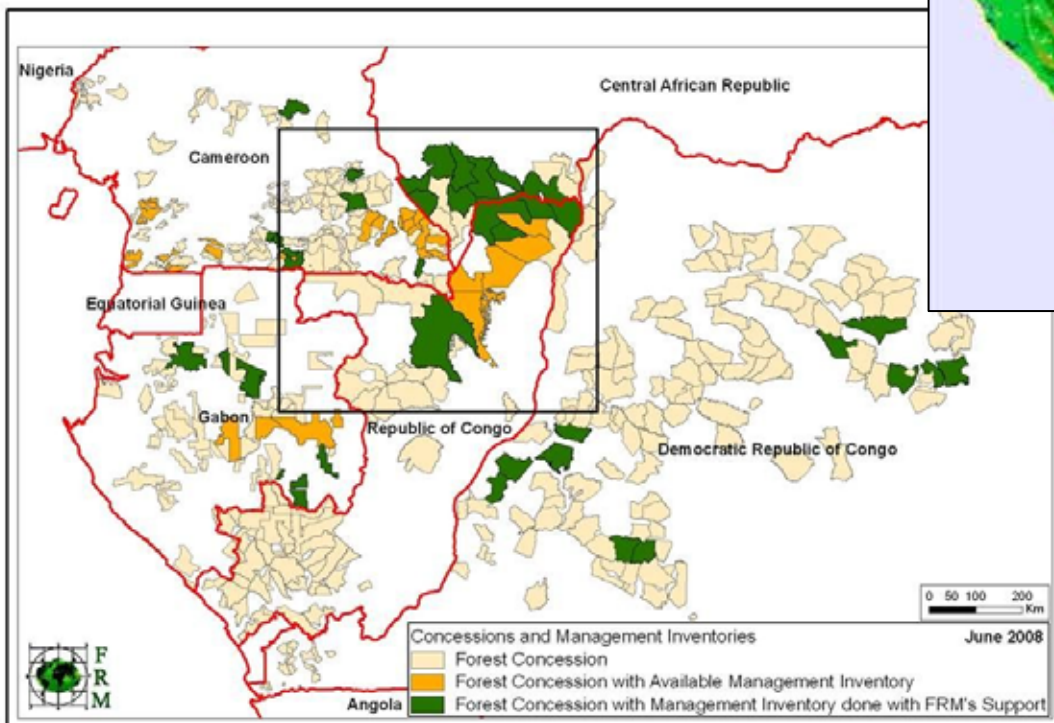 Nigeria
Central African Republic
Cameroon
Equatorial Guinea
Gabon
Republic of Congo
Democratic Republic of Congo
0 50 100 200
Km
Concessions and Management Inventories June 2008
Forest Concession
Forest Concession with Available Management Inventory
Forest Concession with Management Inventory done with FRM's Support
Angola
F
R
M